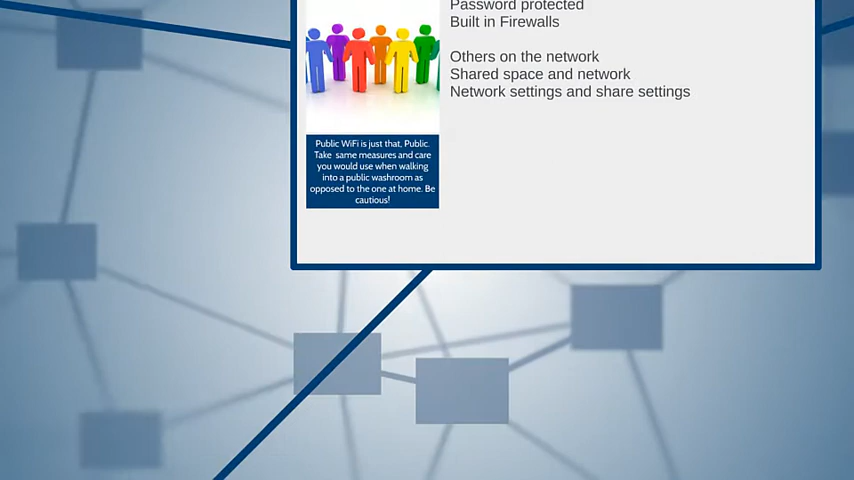 Password protected
Built in Firewalls
Others on the network
Shared space and network
Network settings and share settings
Public WiFi is just that, Public.
Take same measures and care
you would use when walking
into a public washroom as
opposed to the one at home. Be
cautious!